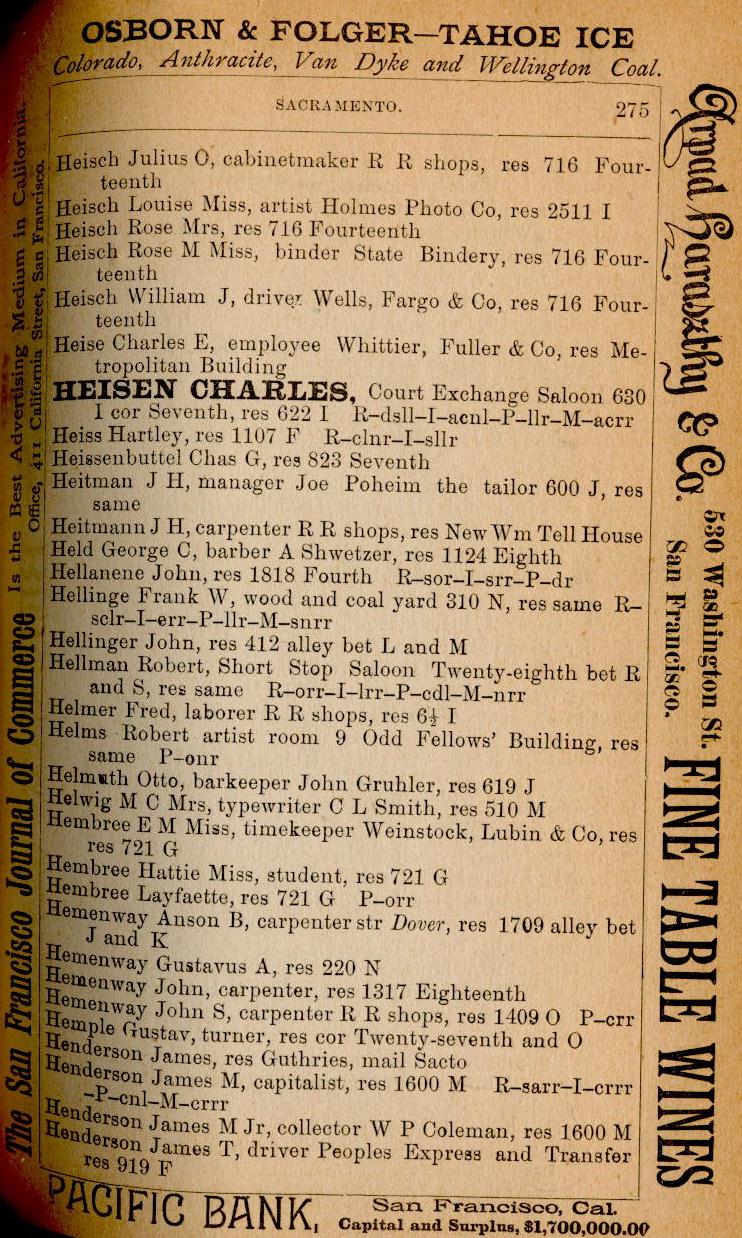 OSBORN & FOLGER—TAHOE ICE
Colorado, Anthracite, Van Dyke and Wellington Coal.
SACRAMENTO. 275
Heisch Julius O, cabinetmaker R R shops, res 716 Four-
teenth
Heisch Louise Miss, artist Holmes Photo Co, res 2511 I
Heisch Rose Mrs, res 716 Fourteenth
Heisch Rose M Miss, binder State Bindery, res 716 Four-
teenth
Heisch William J, driver Wells, Fargo & Co, res 716 Four-
teenth
Heise Charles E, employee Whittier, Fuller & Co, res Me-
tropolitan Building
HEISEN CHARLES, Court Exchange Saloon 630
I cor Seventh, res 622 I R-dsll-I-acnl-P-llr-M-acrr
Heiss Hartley, res 1107 F R-clnr-I-sllr
Heissenbuttel Chas G, res 823 Seventh
Heitman J H, manager Joe Poheim the tailor 600 J, res
same
Heitmann J H, carpenter R R shops, res New Wm Tell House
Held George C, barber A Shwetzer, res 1124 Eighth
Hellanene John, res 1818 Fourth R-sor-I-srr-P-dr
Hellinge Frank W, wood and coal yard 310 N, res same R-
sclr-I-err-P-llr-M-snrr
Hellinger John, res 412 alley bet L and M
Hellman Robert, Short Stop Saloon Twenty-eighth bet R
and S, res same R-orr-I-lrr-P-cdl-M-nrr
Helmer Fred, laborer R R shops, res 6½ I
Helms Robert artist room 9 Odd Fellows' Building, res
same P-onr
Helmuth Otto, barkeeper John Gruhler, res 619 J
Helwig M C Mrs, typewriter C L Smith, res 510 M
Hembree E M Miss, timekeeper Weinstock, Lubin & Co, res
res 721 G
Hembree Hattie Miss, student, res 721 G
Hembree Layfaette, res 721 G P-orr
Hemenway Anson B, carpenter str Dover, res 1709 alley bet
J and K
Hemenway Gustavus A, res 220 N
Hemenway John, carpenter, res 1317 Eighteenth
Hemenway John S, carpenter R R shops, res 1409 O P-crr
Hemple Gustav, turner, res cor Twenty-seventh and O
Henderson James, res Guthries, mail Sacto
Henderson James M, capitalist, res 1600 M R-sarr-I-crrr
-P-cnl-M-crrr
Henderson James M Jr, collector W P Coleman, res 1600 M
Henderson James T, driver Peoples Express and Transfer
res 919 F
PACIFIC BANK, San Francisco, Cal.
Capital and Surplus, $1,700,000.00
The San Francisco Journal of Commerce Is the Best Advertising Medium in California.
Office, 411 California Street, San Francisco.
Arpad Haraszthy & Co. 530 Washington St.
San Francisco. FINE TABLE WINES